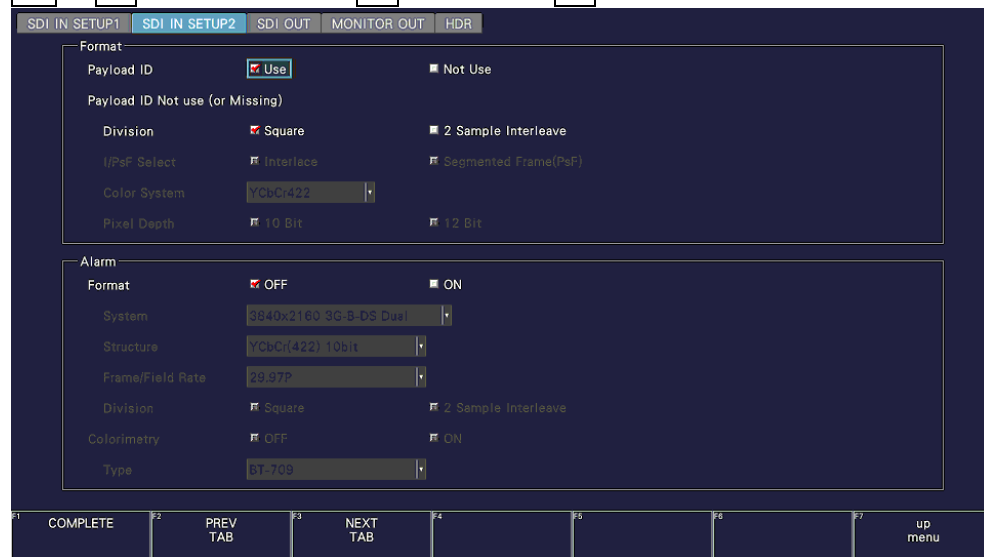 SDI IN SETUP1 SDI IN SETUP2 SDI OUT MONITOR OUT HDR
Format
Payload ID Use Not Use
Payload ID Not use (or Missing)
Division Square 2 Sample Interleave
I/PsF Select Interlace Segmented Frame(PsF)
Color System YCbCr422
Pixel Depth 10 Bit 12 Bit
Alarm
Format OFF ON
System 3840x2160 3G-B-DS Dual
Structure YCbCr(422) 10bit
Frame/Field Rate 29.97P
Division Square 2 Sample Interleave
Colorimetry OFF ON
Type BT-709
F1 COMPLETE F2 PREV TAB F3 NEXT TAB F4 F5 F6 F7 up menu